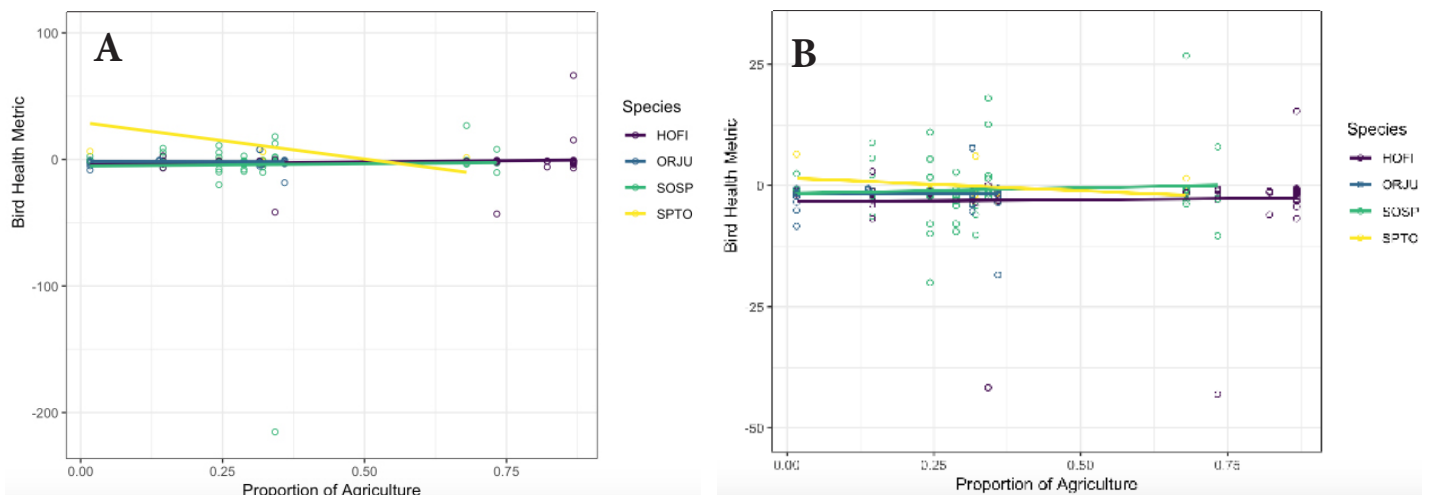 A
100
0
-100
-200
Bird Health Metric
0.00 0.25 0.50 0.75
Proportion of Agriculture
Species
HOFI
ORJU
SOSP
SPTO
B
25
0
25
-50
Bird Health Metric
0.00 0.25 0.50 0.75
Proportion of Agriculture
Species
HOFI
ORJU
SOSP
SPTO